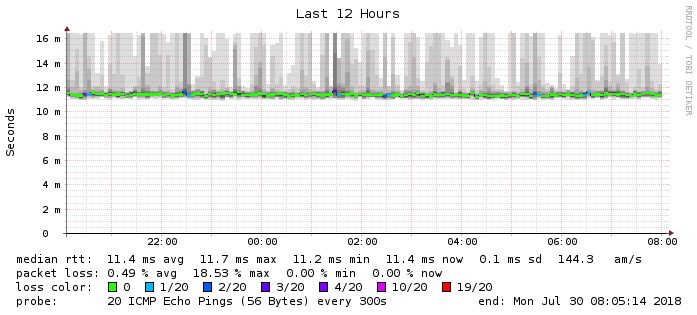 Last 12 Hours
RRDTOOL / TOBI OETIKER
Seconds
16 m
14 m
12 m
10 m
8 m
6 m
4 m
2 m
0
22:00 00:00 02:00 04:00 06:00 08:00
median rtt: 11.4 ms avg 11.7 ms max 11.2 ms min 11.4 ms now 0.1 ms sd 144.3 am/s
packet loss: 0.49 % avg 18.53 % max 0.00 % min 0.00 % now
loss color: 0 1/20 2/20 3/20 4/20 10/20 19/20
probe: 20 ICMP Echo Pings (56 Bytes) every 300s end: Mon Jul 30 08:05:14 2018